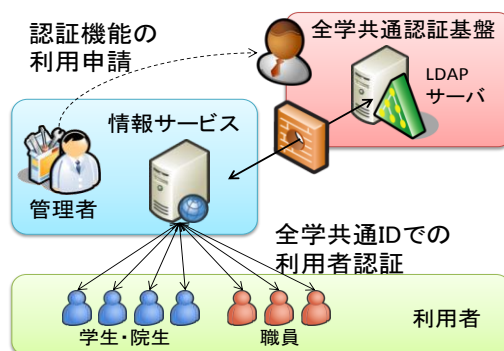 認証機能の
利用申請
全学共通認証基盤
LDAP
サーバ
情報サービス
管理者
全学共通IDでの
利用者認証
学生・院生
職員
利用者